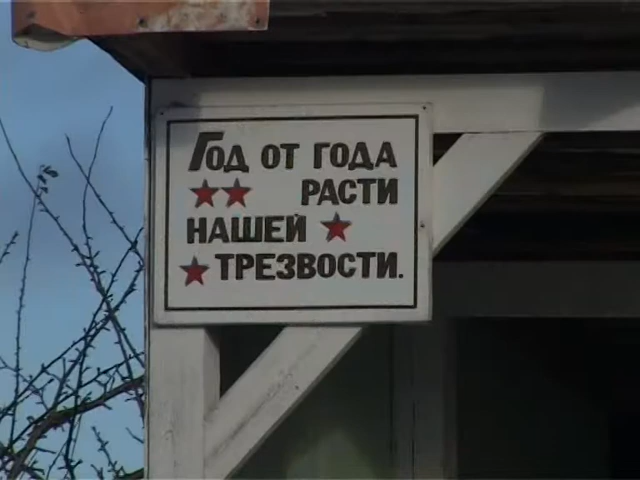 Год от года
расти
нашей
трезвости.